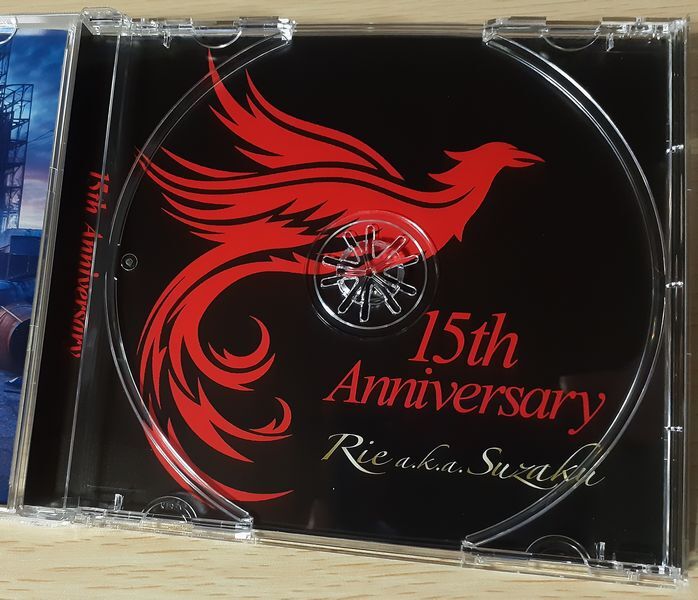 15th Anniversary
15th
Anniversary
Rie a.k.a. Suzaku